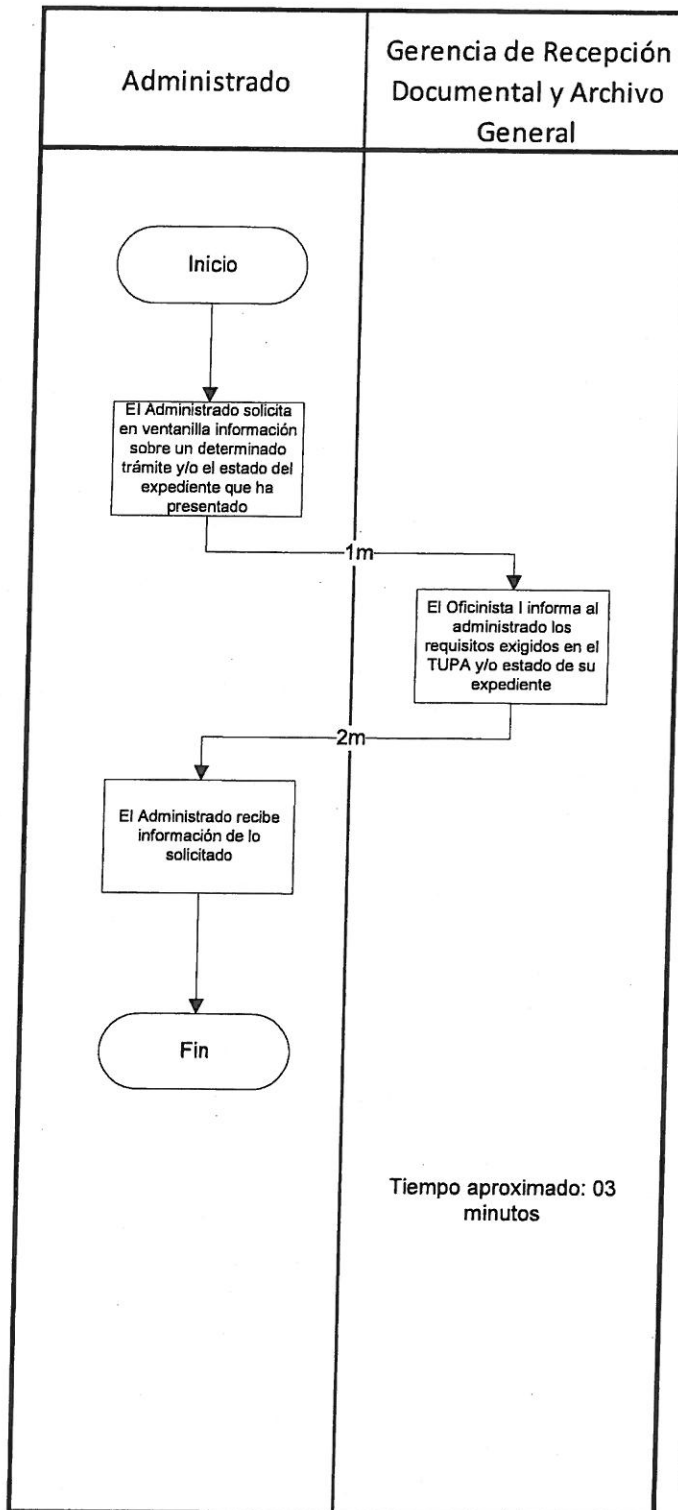 Administrado
Gerencia de Recepción
Documental y Archivo
General
Inicio
El Administrado solicita
en ventanilla información
sobre un determinado
trámite y/o el estado del
expediente que ha
presentado
1m
El Oficinista I informa al
administrado los
requisitos exigidos en el
TUPA y/o estado de su
expediente
2m
El Administrado recibe
información de lo
solicitado
Fin
Tiempo aproximado: 03
minutos